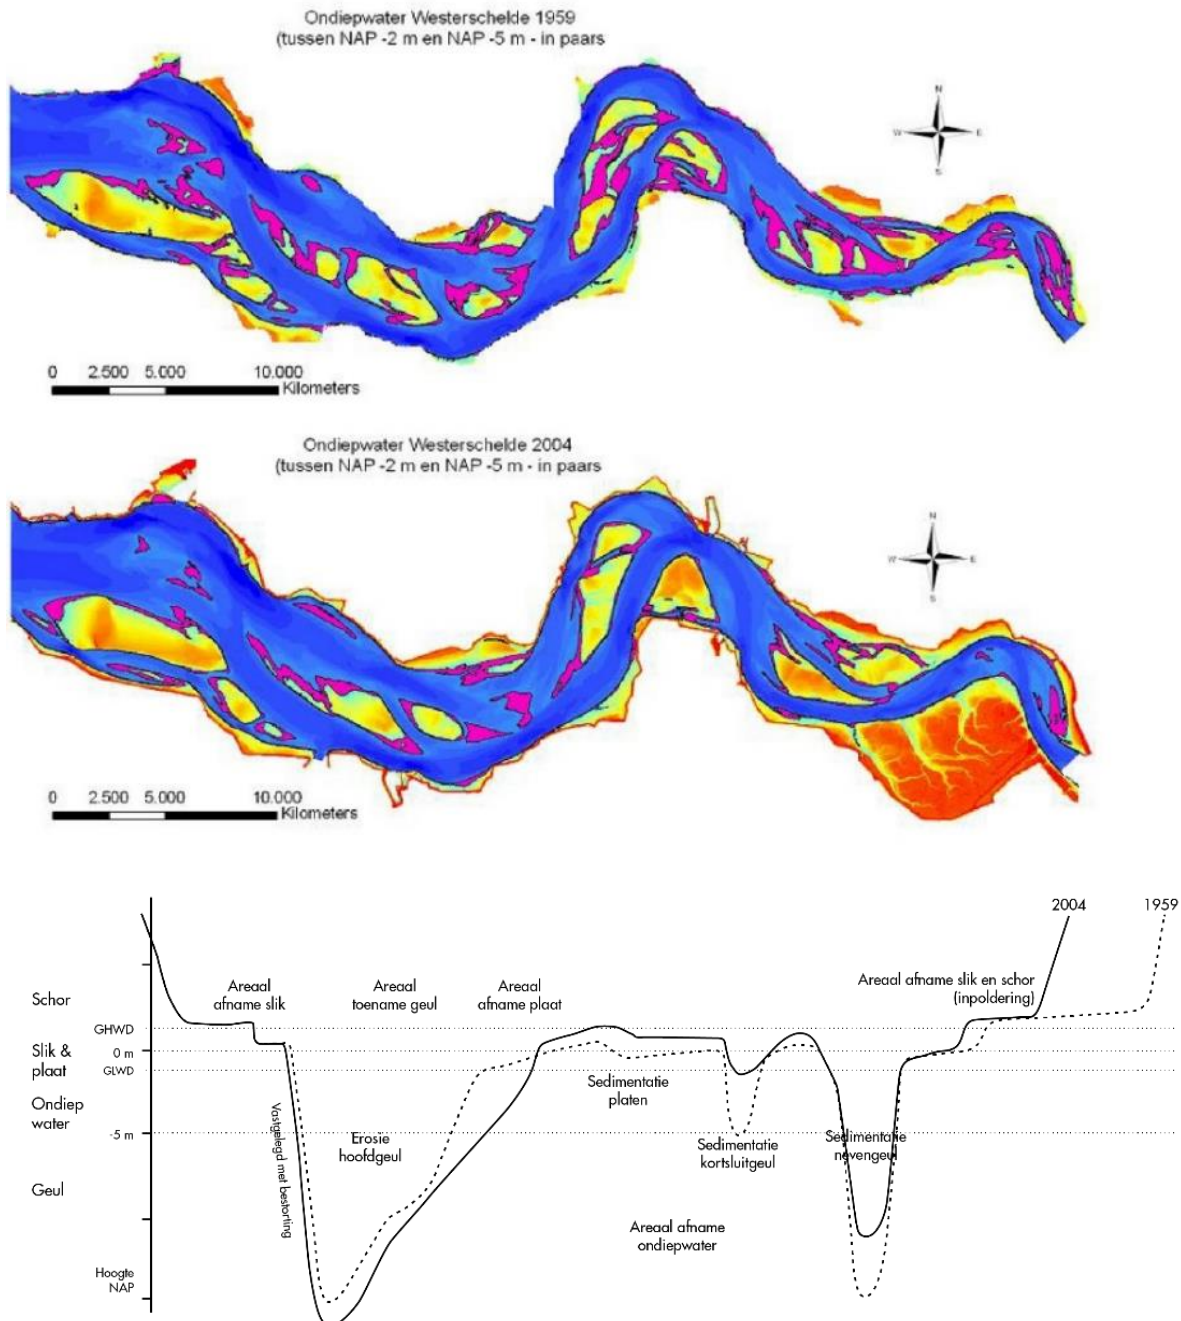 Ondiepwater Westerschelde 1959
(tussen NAP -2 m en NAP -5 m - in paars
N
W
E
S
0 2.500 5.000 10.000
Kilometers
Ondiepwater Westerschelde 2004
(tussen NAP -2 m en NAP -5 m - in paars
N
W
E
S
0 2.500 5.000 10.000
Kilometers
2004
1959
Schor
Areaal
afname slik
Areaal
toename geul
Areaal
afname plaat
Areaal afname slik en schor
(inpoldering)
GHWD
Slik &
plaat
0 m
GLWD
Ondiep
water
-5 m
Geul
Hoogte
NAP
Vastgelegd met bestorting
Erosie
hoofdgeul
Sedimentatie
platen
Sedimentatie
kortsluitgeul
Sedimentatie
nevengeul
Areaal afname
ondiepwater